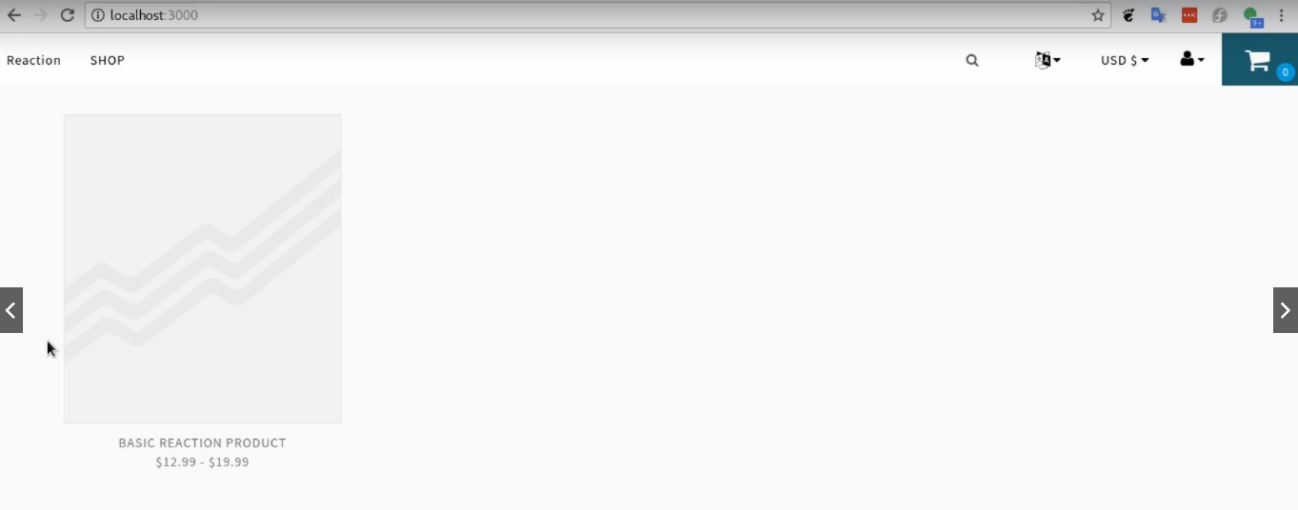 localhost:3000
Reaction SHOP USD $ 0
BASIC REACTION PRODUCT
$12.99 - $19.99